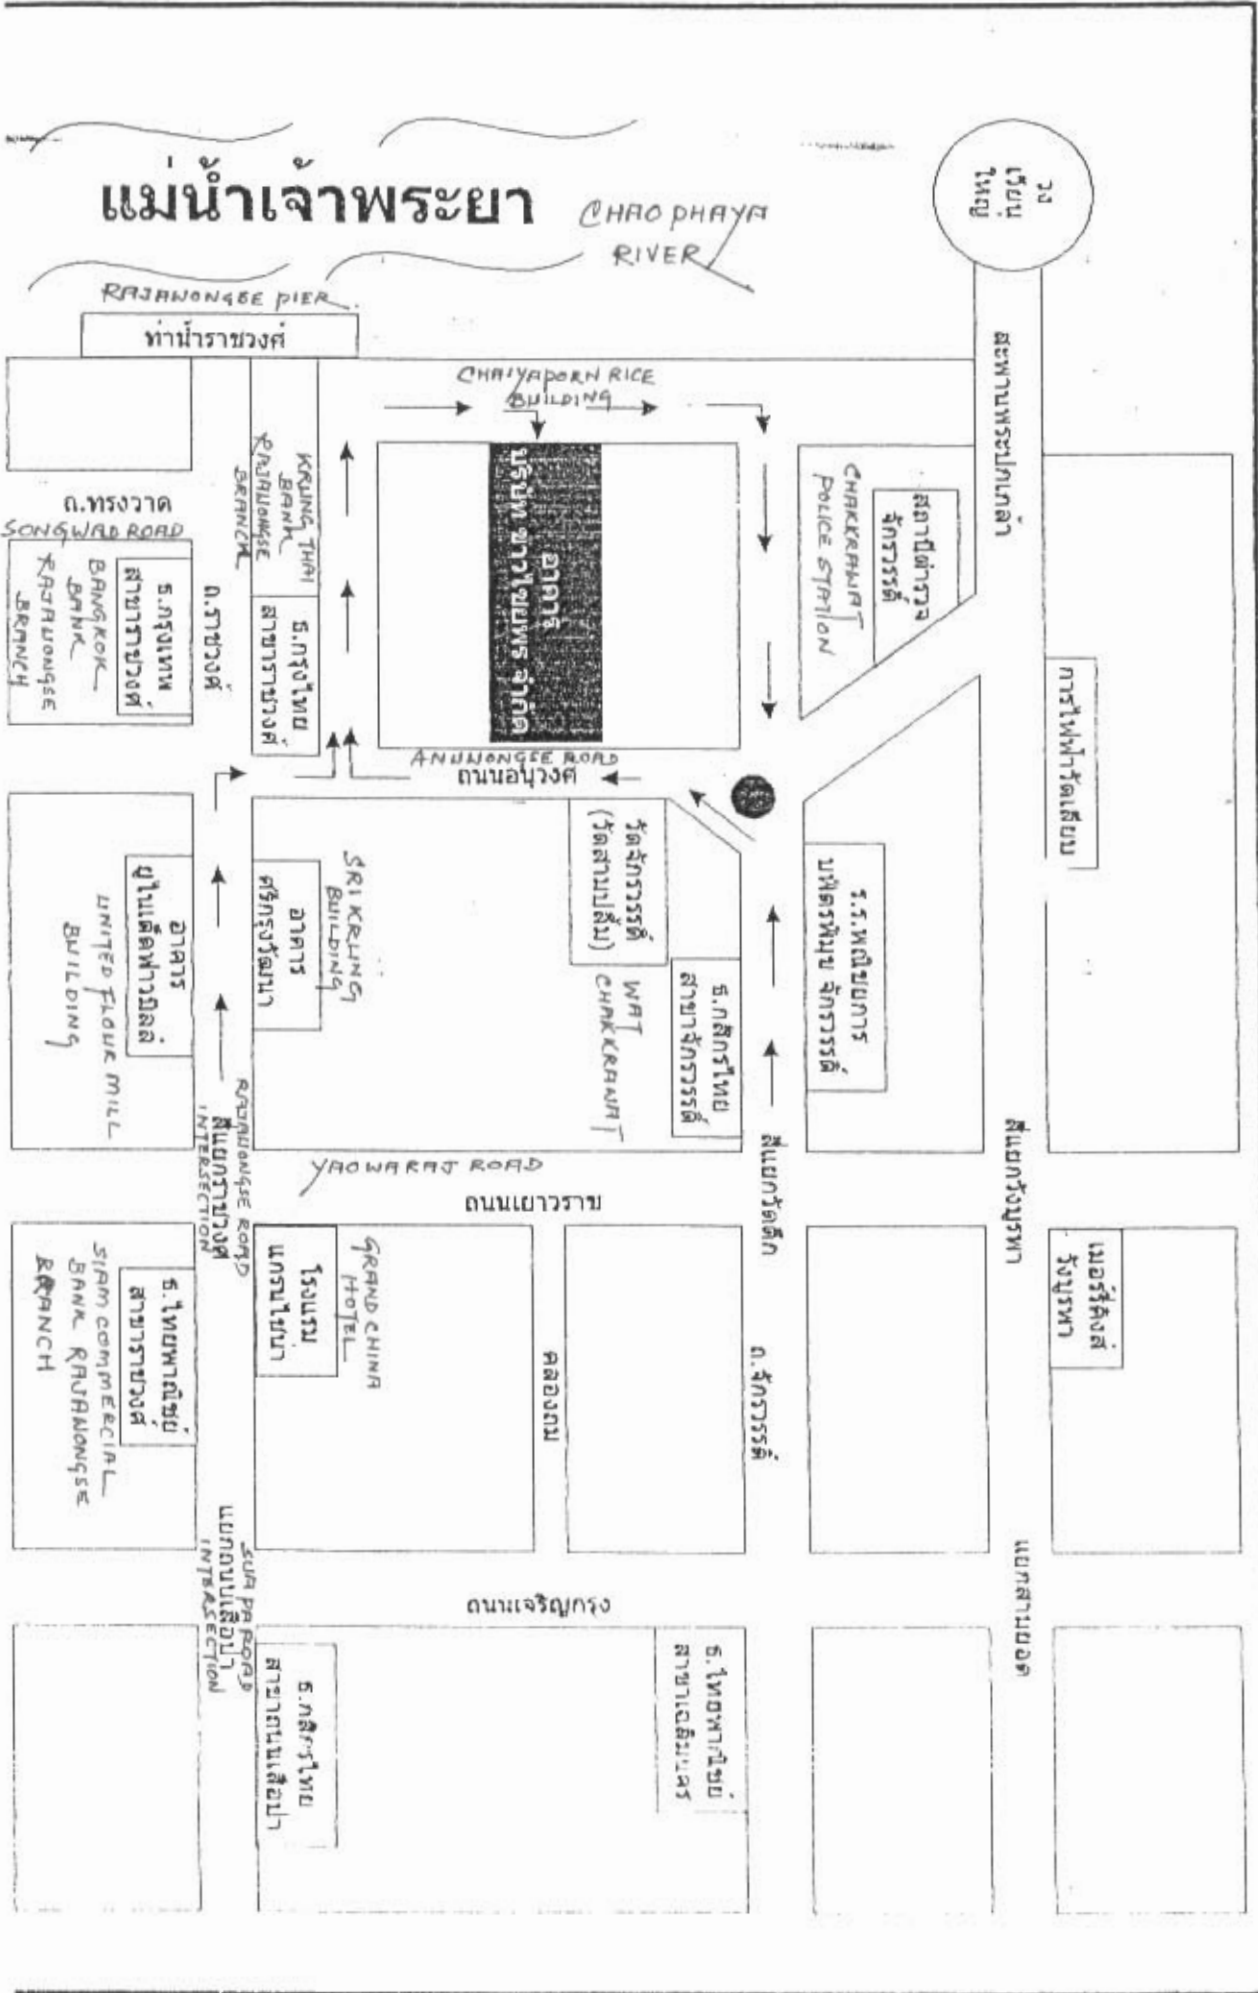 วง
เวียน
ใหญ่
แม่น้ำเจ้าพระยา
CHAO PHAYA
RIVER
RAJAWONGSE PIER
ท่าน้ำราชวงศ์
สะพานพระปกเกล้า
CHAIYAPORN RICE
BUILDING
KRUNG THAI
BANK
RAJAWONGSE
BRANCH
อาคาร
บริษัท ข้าวไชยพร จำกัด
สถานีตำรวจ
จักรวรรดิ์
CHAKKRAWAT
POLICE STATION
ถ.ทรงวาด
SONGWAD ROAD
ธ.กรุงเทพ
สาขาราชวงศ์
BANGKOK
BANK
RAJAWONGSE
BRANCH
ถ.ราชวงศ์
ธ.กรุงไทย
สาขาราชวงศ์
การไฟฟ้าวัดเลียบ
ANUWONGSE ROAD
ถนนอนุวงศ์
อาคาร
ยูไนเต็ดฟาวมิลล์
UNITED FLOUR MILL
BUILDING
SRI KRUNG
BUILDING
อาคาร
ศรีกรุงวัฒนา
วัดจักรวรรดิ์
(วัดสามปลื้ม)
WAT
CHAKKRAWAT
ธ.กสิกรไทย
สาขาจักรวรรดิ์
ร.ร.พณิชยการ
บพิตรพิมุข จักรวรรดิ์
RAJAWONGSE ROAD
สี่แยกราชวงศ์
INTERSECTION
YAOWARAJ ROAD
ถนนเยาวราช
สี่แยกวัดตึก
สี่แยกวังบูรพา
ธ.ไทยพาณิชย์
สาขาราชวงศ์
SIAM COMMERCIAL
BANK RAJAWONGSE
BRANCH
โรงแรม
แกรนไชน่า
GRAND CHINA
HOTEL
คลองถม
ถ.จักรวรรดิ์
เมอร์รี่คิงส์
วังบูรพา
SUA PA ROAD
แยกถนนเสือป่า
INTERSECTION
ถนนเจริญกรุง
แยกสามยอด
ธ.กสิกรไทย
สาขาถนนเสือป่า
ธ.ไทยพาณิชย์
สาขาเฉลิมนคร